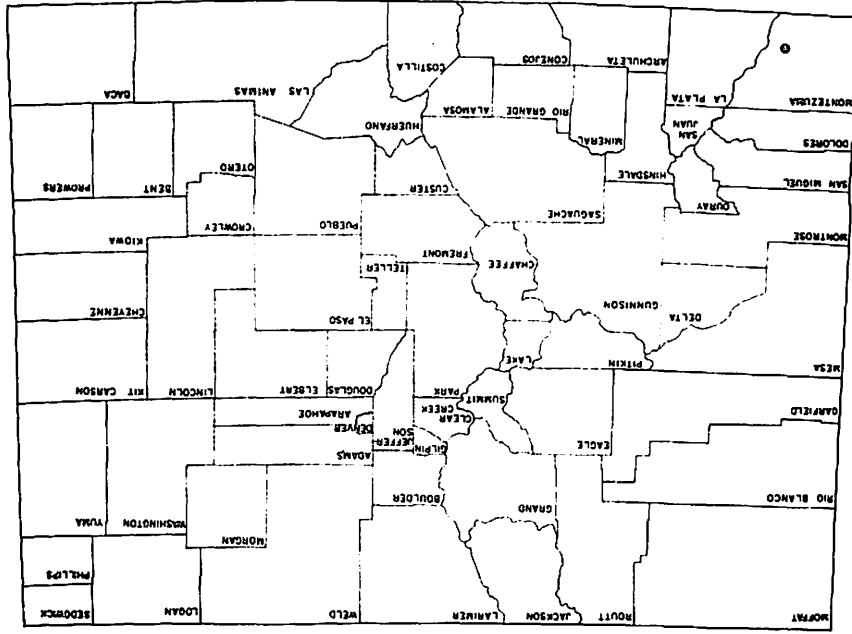 MOFFAT
ROUTT
JACKSON
LARIMER
WELD
LOGAN
SEDGWICK
PHILLIPS
MORGAN
WASHINGTON
YUMA
RIO BLANCO
GRAND
BOULDER
GARFIELD
EAGLE
GILPIN
JEFFER
SON
ADAMS
DENVER
ARAPAHOE
CLEAR
CREEK
SUMMIT
PARK
DOUGLAS
ELBERT
LINCOLN
KIT CARSON
MESA
PITKIN
LAKE
EL PASO
CHEYENNE
DELTA
GUNNISON
CHAFFEE
FREMONT
TELLER
MONTROSE
PUEBLO
CROWLEY
KIOWA
OURAY
SAGUACHE
CUSTER
SAN MIGUEL
HINSDALE
OTERO
BENT
PROWERS
DOLORES
SAN
JUAN
MINERAL
RIO GRANDE
ALAMOSA
HUERFANO
MONTEZUMA
LA PLATA
ARCHULETA
CONEJOS
COSTILLA
LAS ANIMAS
BACA